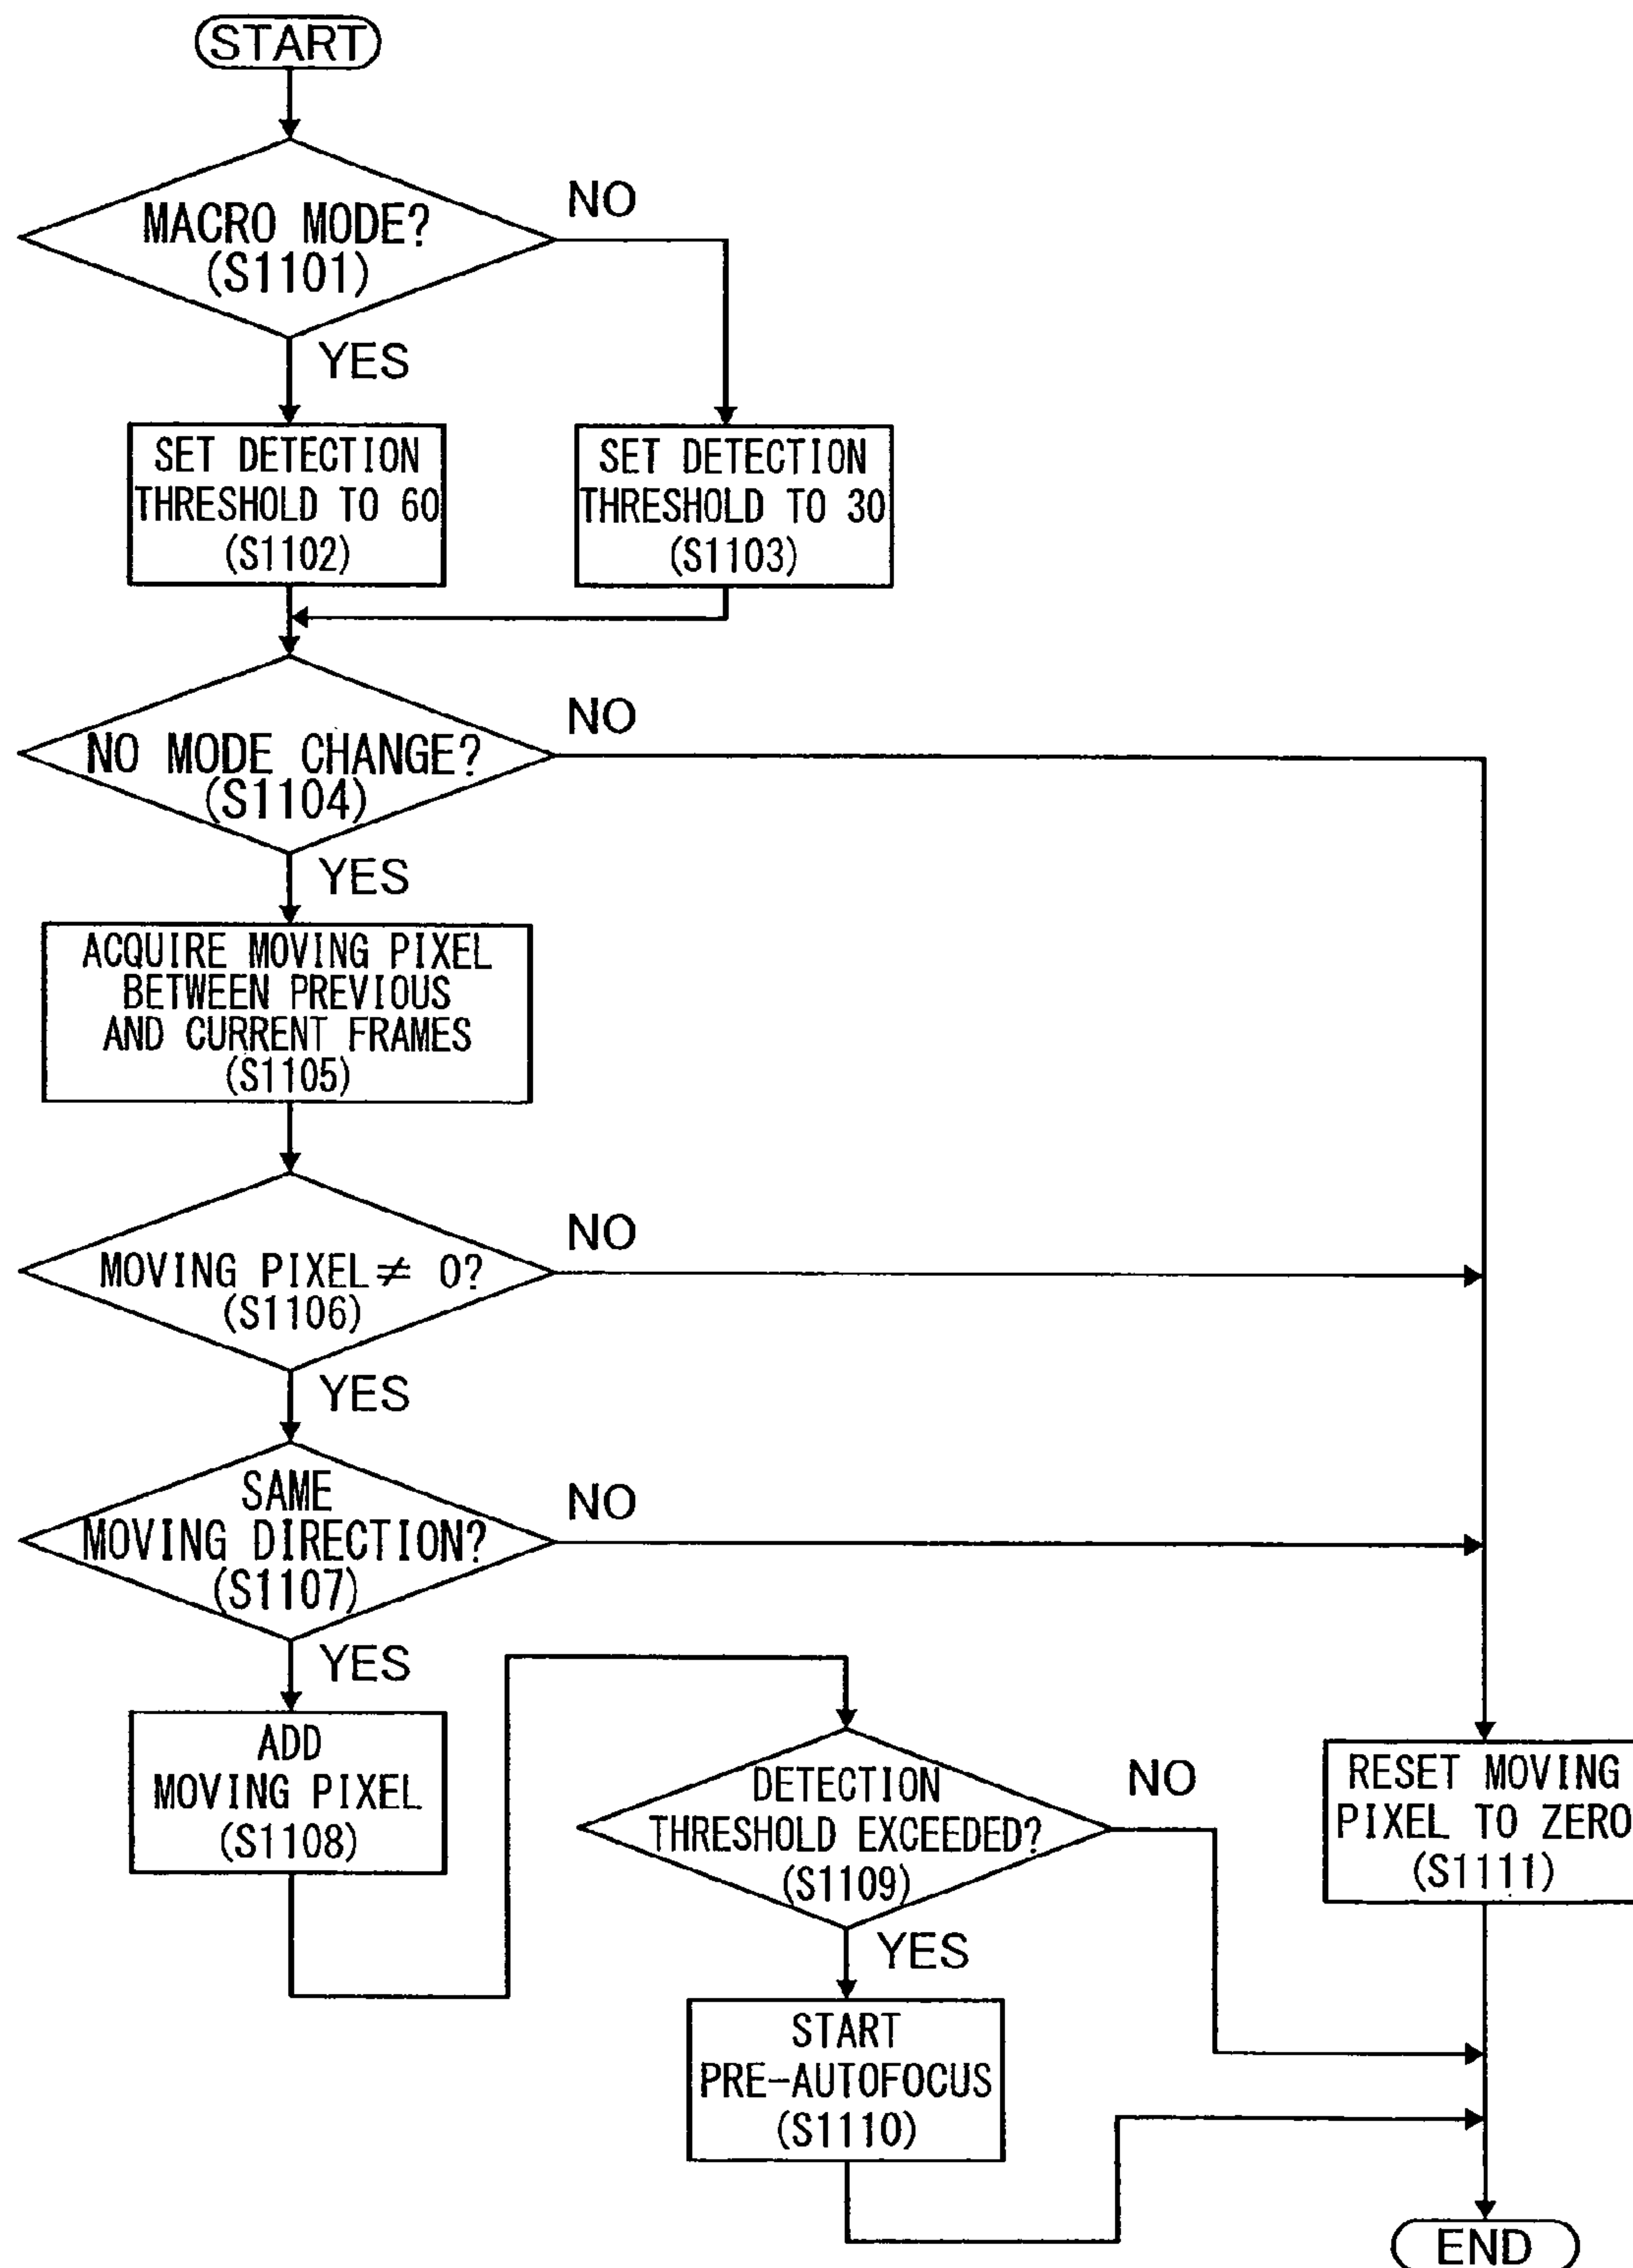 START
MACRO MODE?
(S1101)
NO
YES
SET DETECTION
THRESHOLD TO 60
(S1102)
SET DETECTION
THRESHOLD TO 30
(S1103)
NO MODE CHANGE?
(S1104)
NO
YES
ACQUIRE MOVING PIXEL
BETWEEN PREVIOUS
AND CURRENT FRAMES
(S1105)
MOVING PIXEL≠ 0?
(S1106)
NO
YES
SAME
MOVING DIRECTION?
(S1107)
NO
YES
ADD
MOVING PIXEL
(S1108)
DETECTION
THRESHOLD EXCEEDED?
(S1109)
NO
YES
START
PRE-AUTOFOCUS
(S1110)
RESET MOVING
PIXEL TO ZERO
(S1111)
END